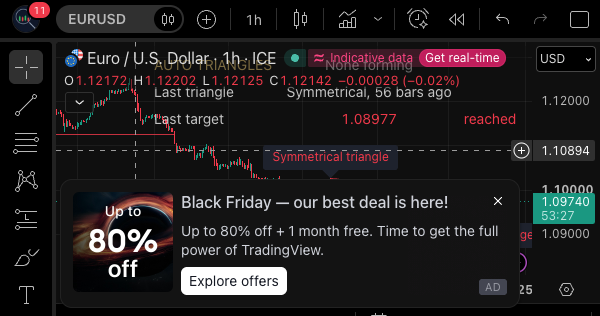 11
EURUSD
1h
Euro / U.S. Dollar · 1h · ICE
≈ Indicative data
Get real-time
USD
O1.12172 H1.12202 L1.12125 C1.12142 −0.00028 (−0.02%)
AUTO TRIANGLES None forming
Last triangle Symmetrical, 56 bars ago
Last target 1.08977 reached
Symmetrical triangle
1.12000
1.10894
1.10000
1.09740
53:27
1.09000
Up to
80%
off
Black Friday — our best deal is here!
Up to 80% off + 1 month free. Time to get the full
power of TradingView.
Explore offers
AD
25